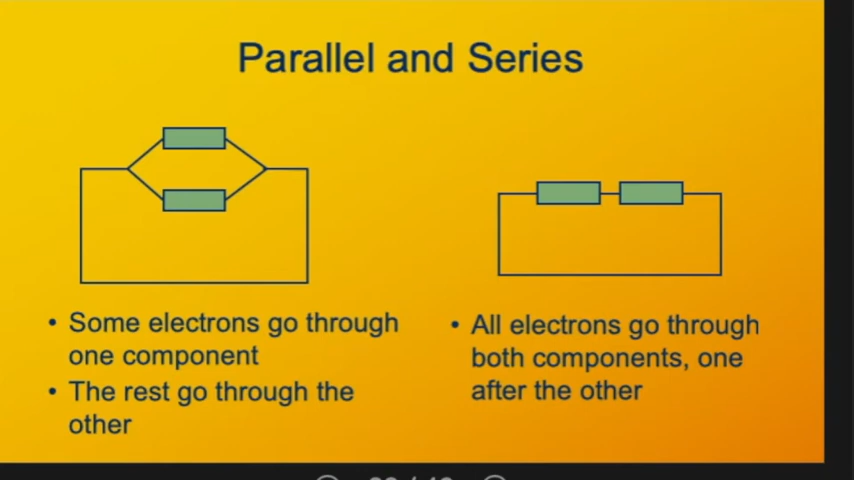 Parallel and Series
• Some electrons go through
one component
• The rest go through the
other
• All electrons go through
both components, one
after the other